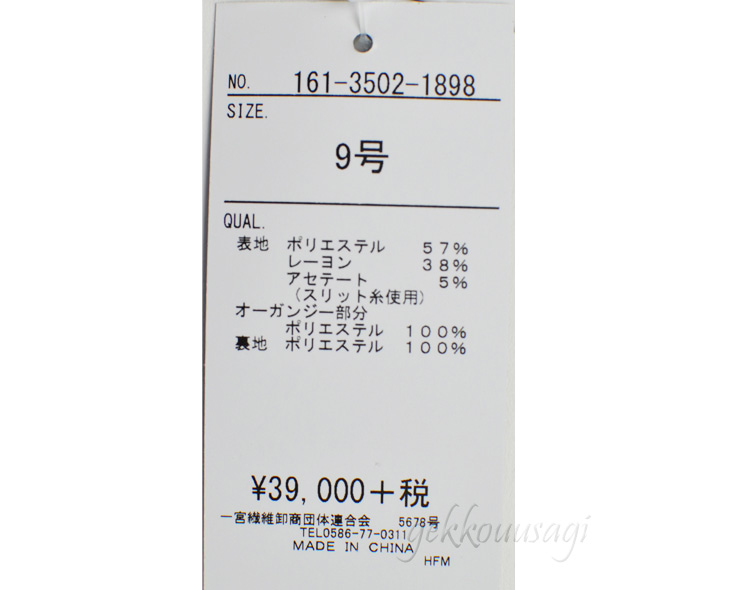 NO. 161-3502-1898
SIZE.
9号
QUAL.
表地 ポリエステル 57%
レーヨン 38%
アセテート 5%
(スリット糸使用)
オーガンジー部分
ポリエステル 100%
裏地 ポリエステル 100%
¥39,000+税
一宮繊維卸商団体連合会 5678号
TEL0586-77-0311
MADE IN CHINA
HFM
gekkouusagi